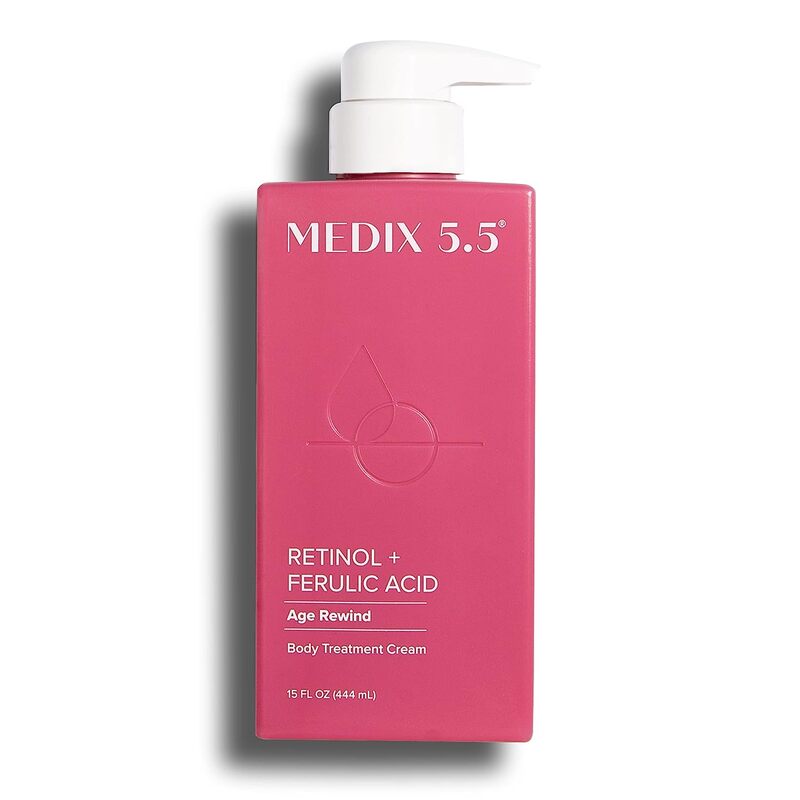 MEDIX 5.5®
RETINOL +
FERULIC ACID
Age Rewind
Body Treatment Cream
15 FL OZ (444 mL)